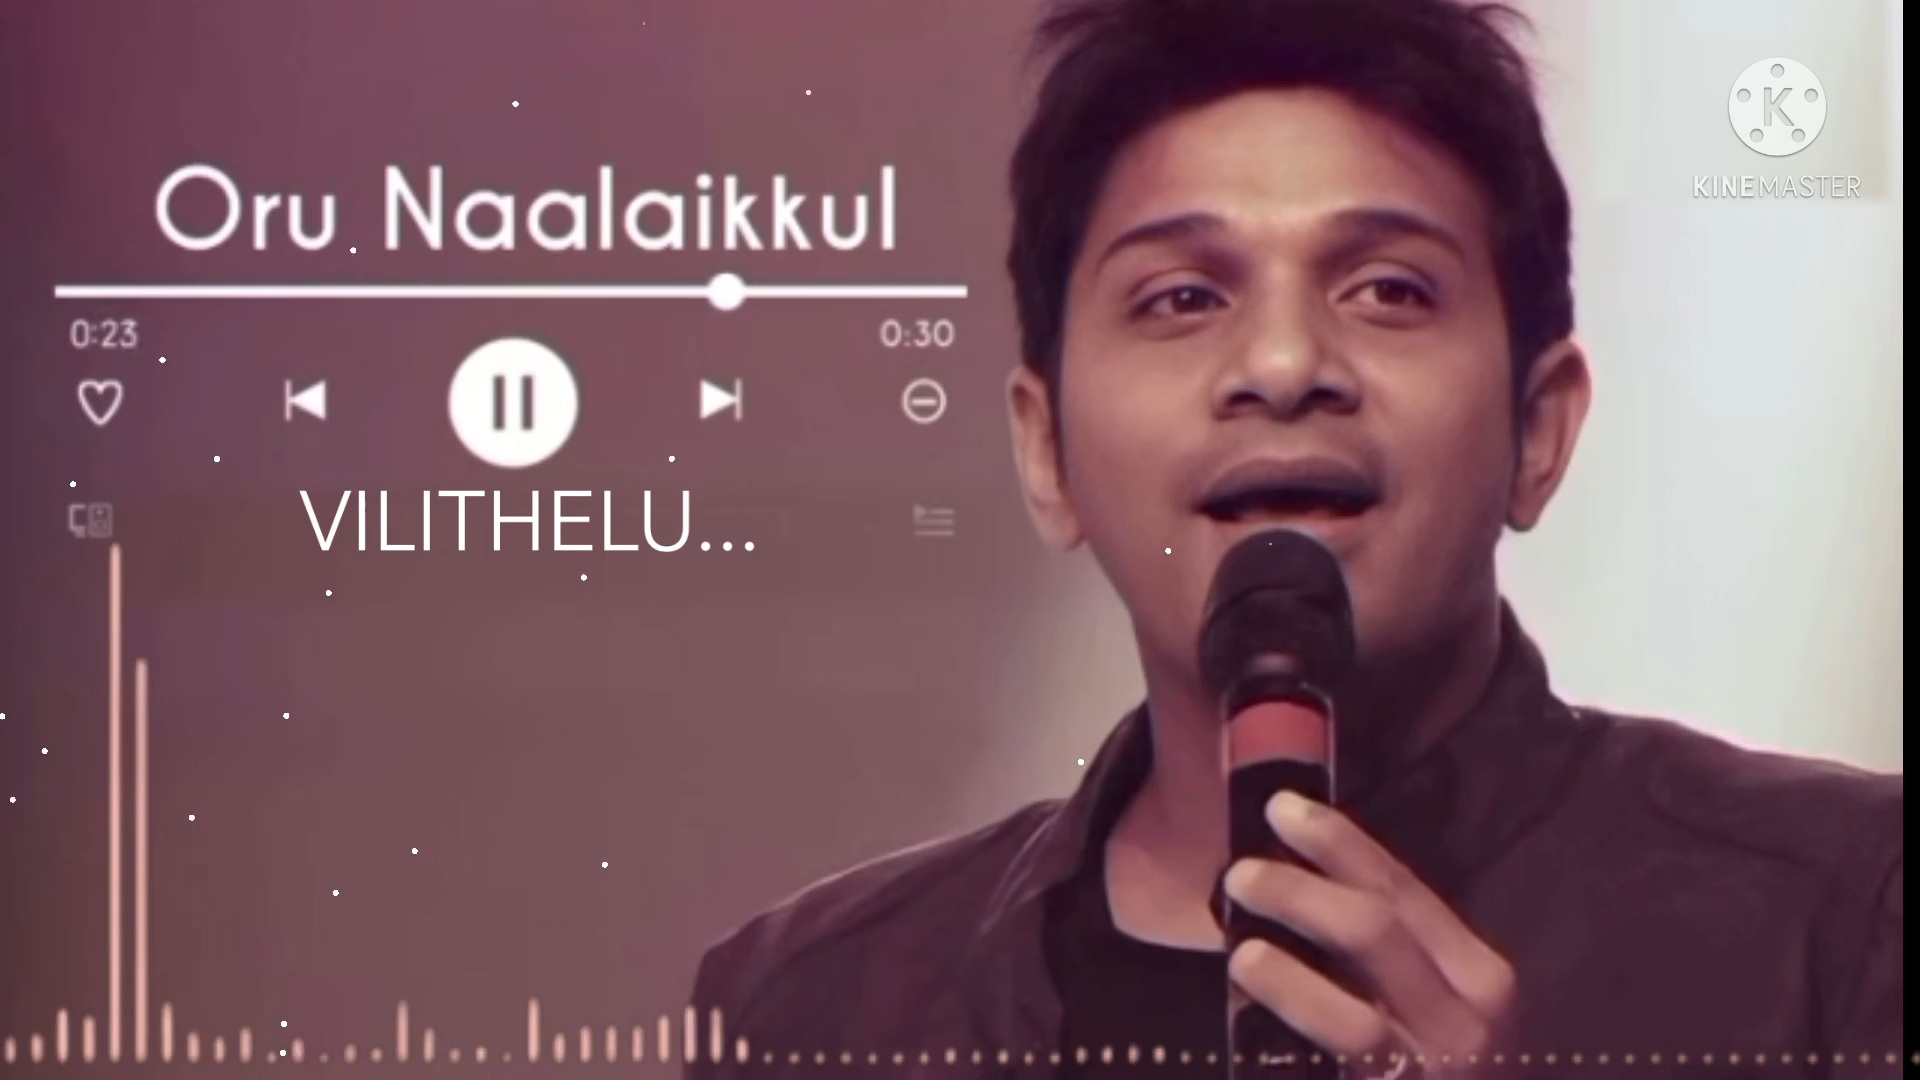 Oru Naalaikkul
0:23
0:30
VILITHELU...
K
KINEMASTER